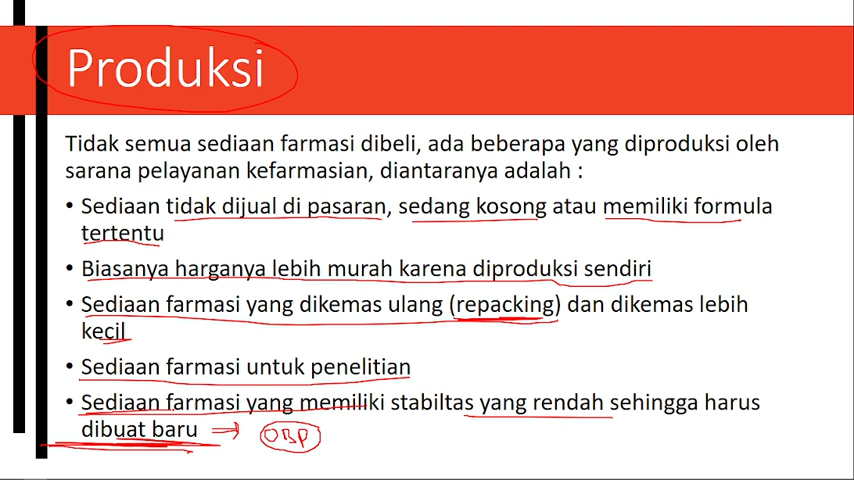 Produksi
Tidak semua sediaan farmasi dibeli, ada beberapa yang diproduksi oleh
sarana pelayanan kefarmasian, diantaranya adalah :
• Sediaan tidak dijual di pasaran, sedang kosong atau memiliki formula
tertentu
• Biasanya harganya lebih murah karena diproduksi sendiri
• Sediaan farmasi yang dikemas ulang (repacking) dan dikemas lebih
kecil
• Sediaan farmasi untuk penelitian
• Sediaan farmasi yang memiliki stabiltas yang rendah sehingga harus
dibuat baru → OBP